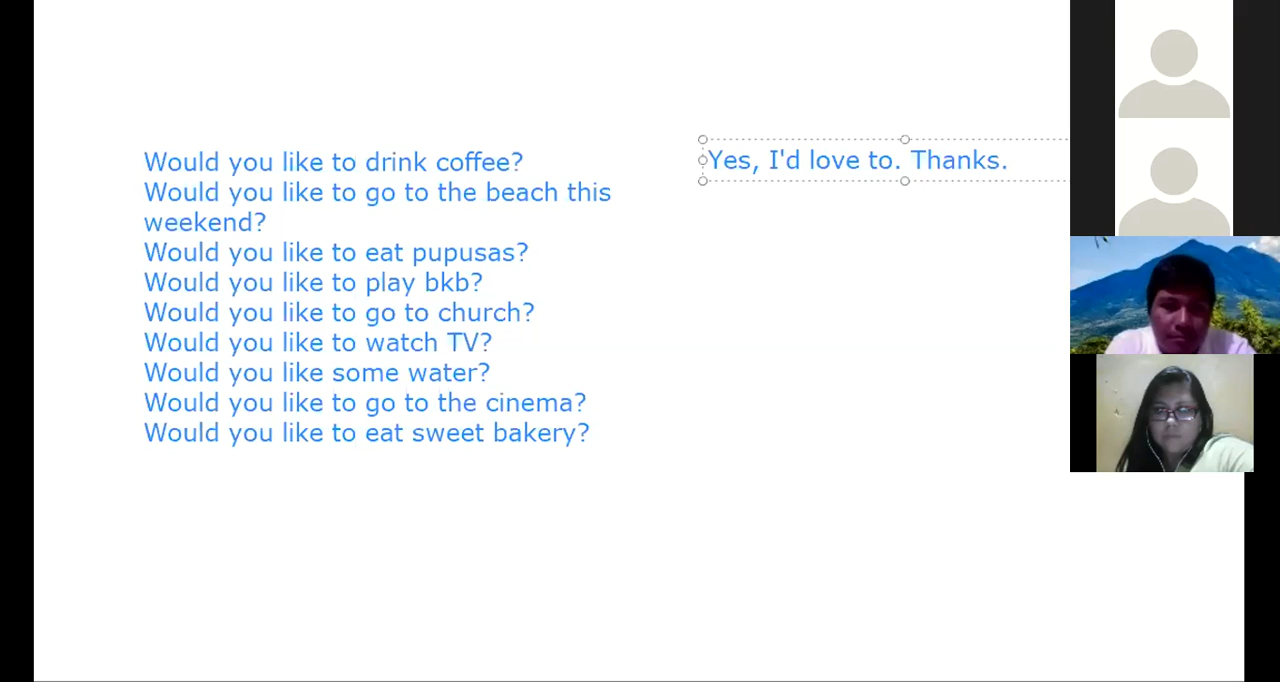 Would you like to drink coffee?
Would you like to go to the beach this
weekend?
Would you like to eat pupusas?
Would you like to play bkb?
Would you like to go to church?
Would you like to watch TV?
Would you like some water?
Would you like to go to the cinema?
Would you like to eat sweet bakery?
Yes, I'd love to. Thanks.